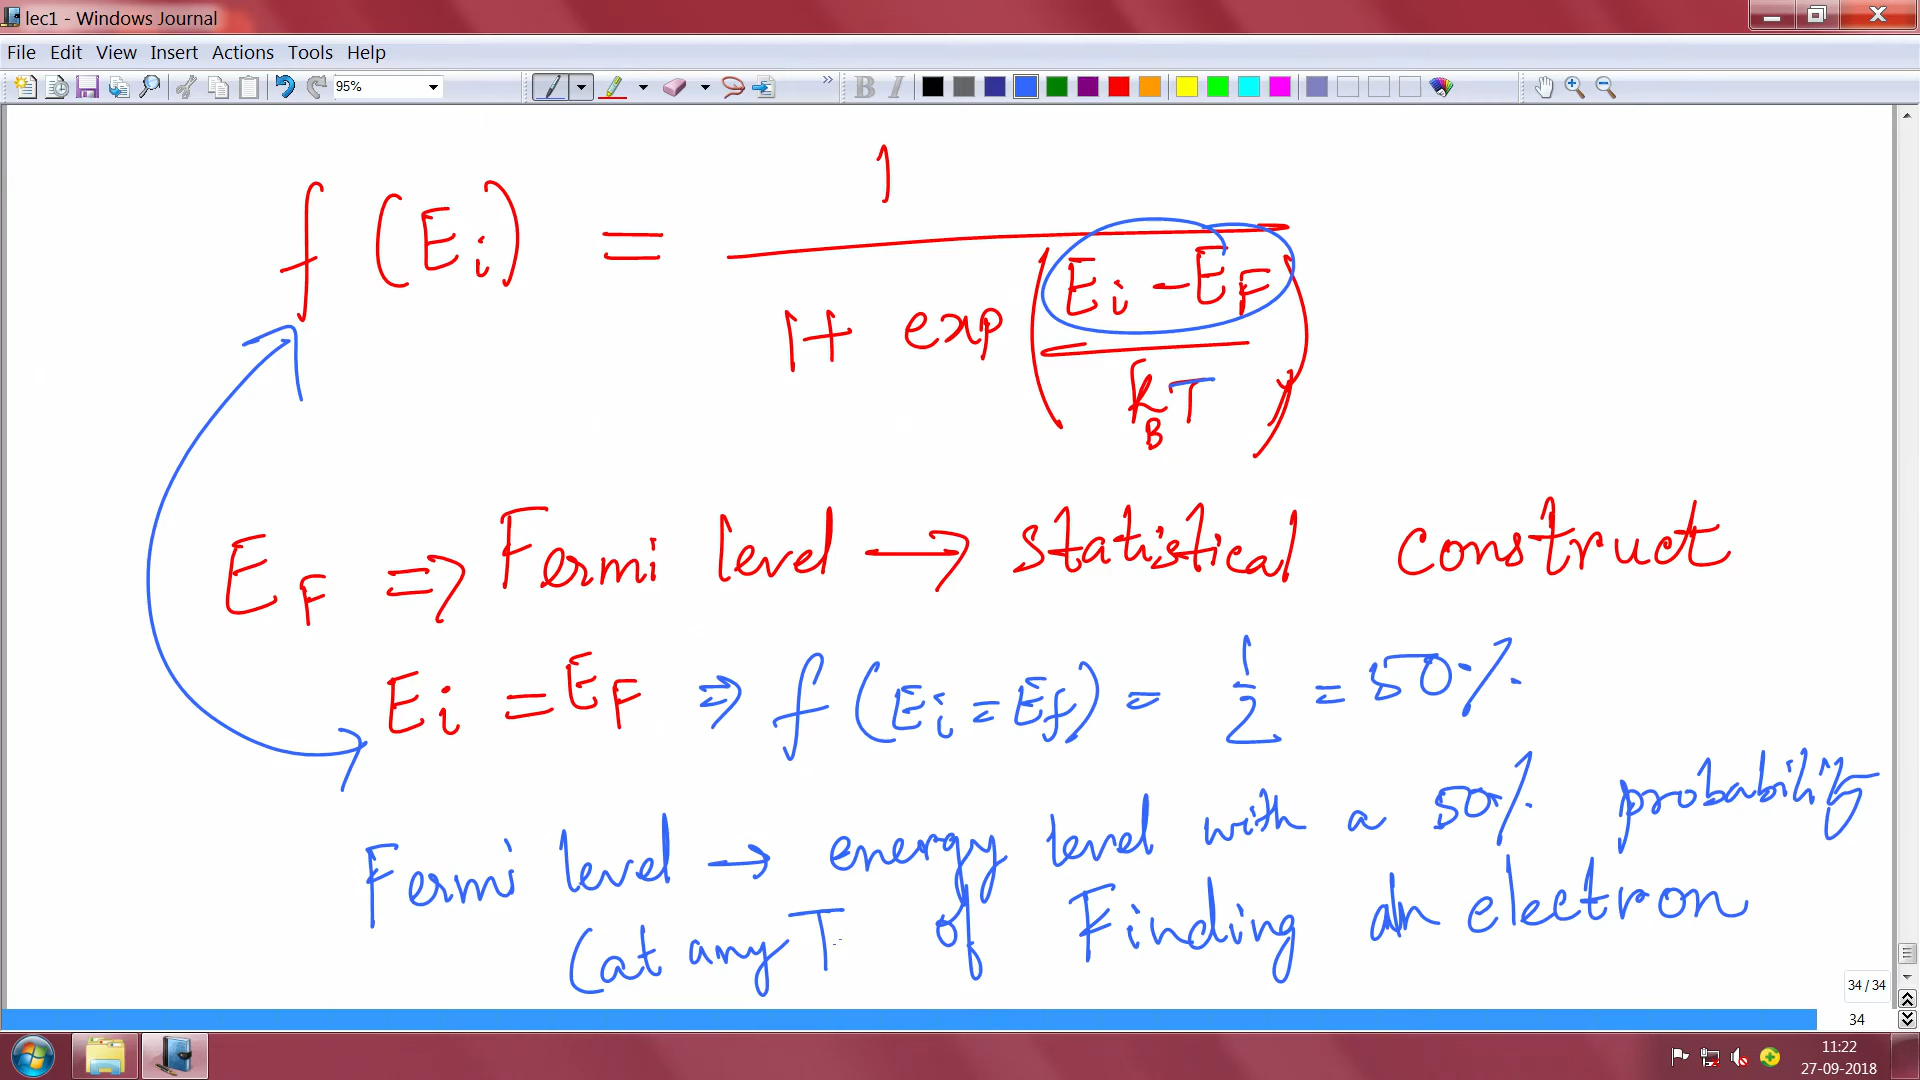 lec1 - Windows Journal
File Edit View Insert Actions Tools Help
95%
B I
f (Ei) = 1
1+ exp (Ei - EF / kBT)
EF => Fermi level → statistical construct
Ei = EF => f (Ei = Ef) = 1/2 = 50%
Fermi level → energy level with a 50% probability
(at any T of Finding an electron
34 / 34
34
11:22
27-09-2018